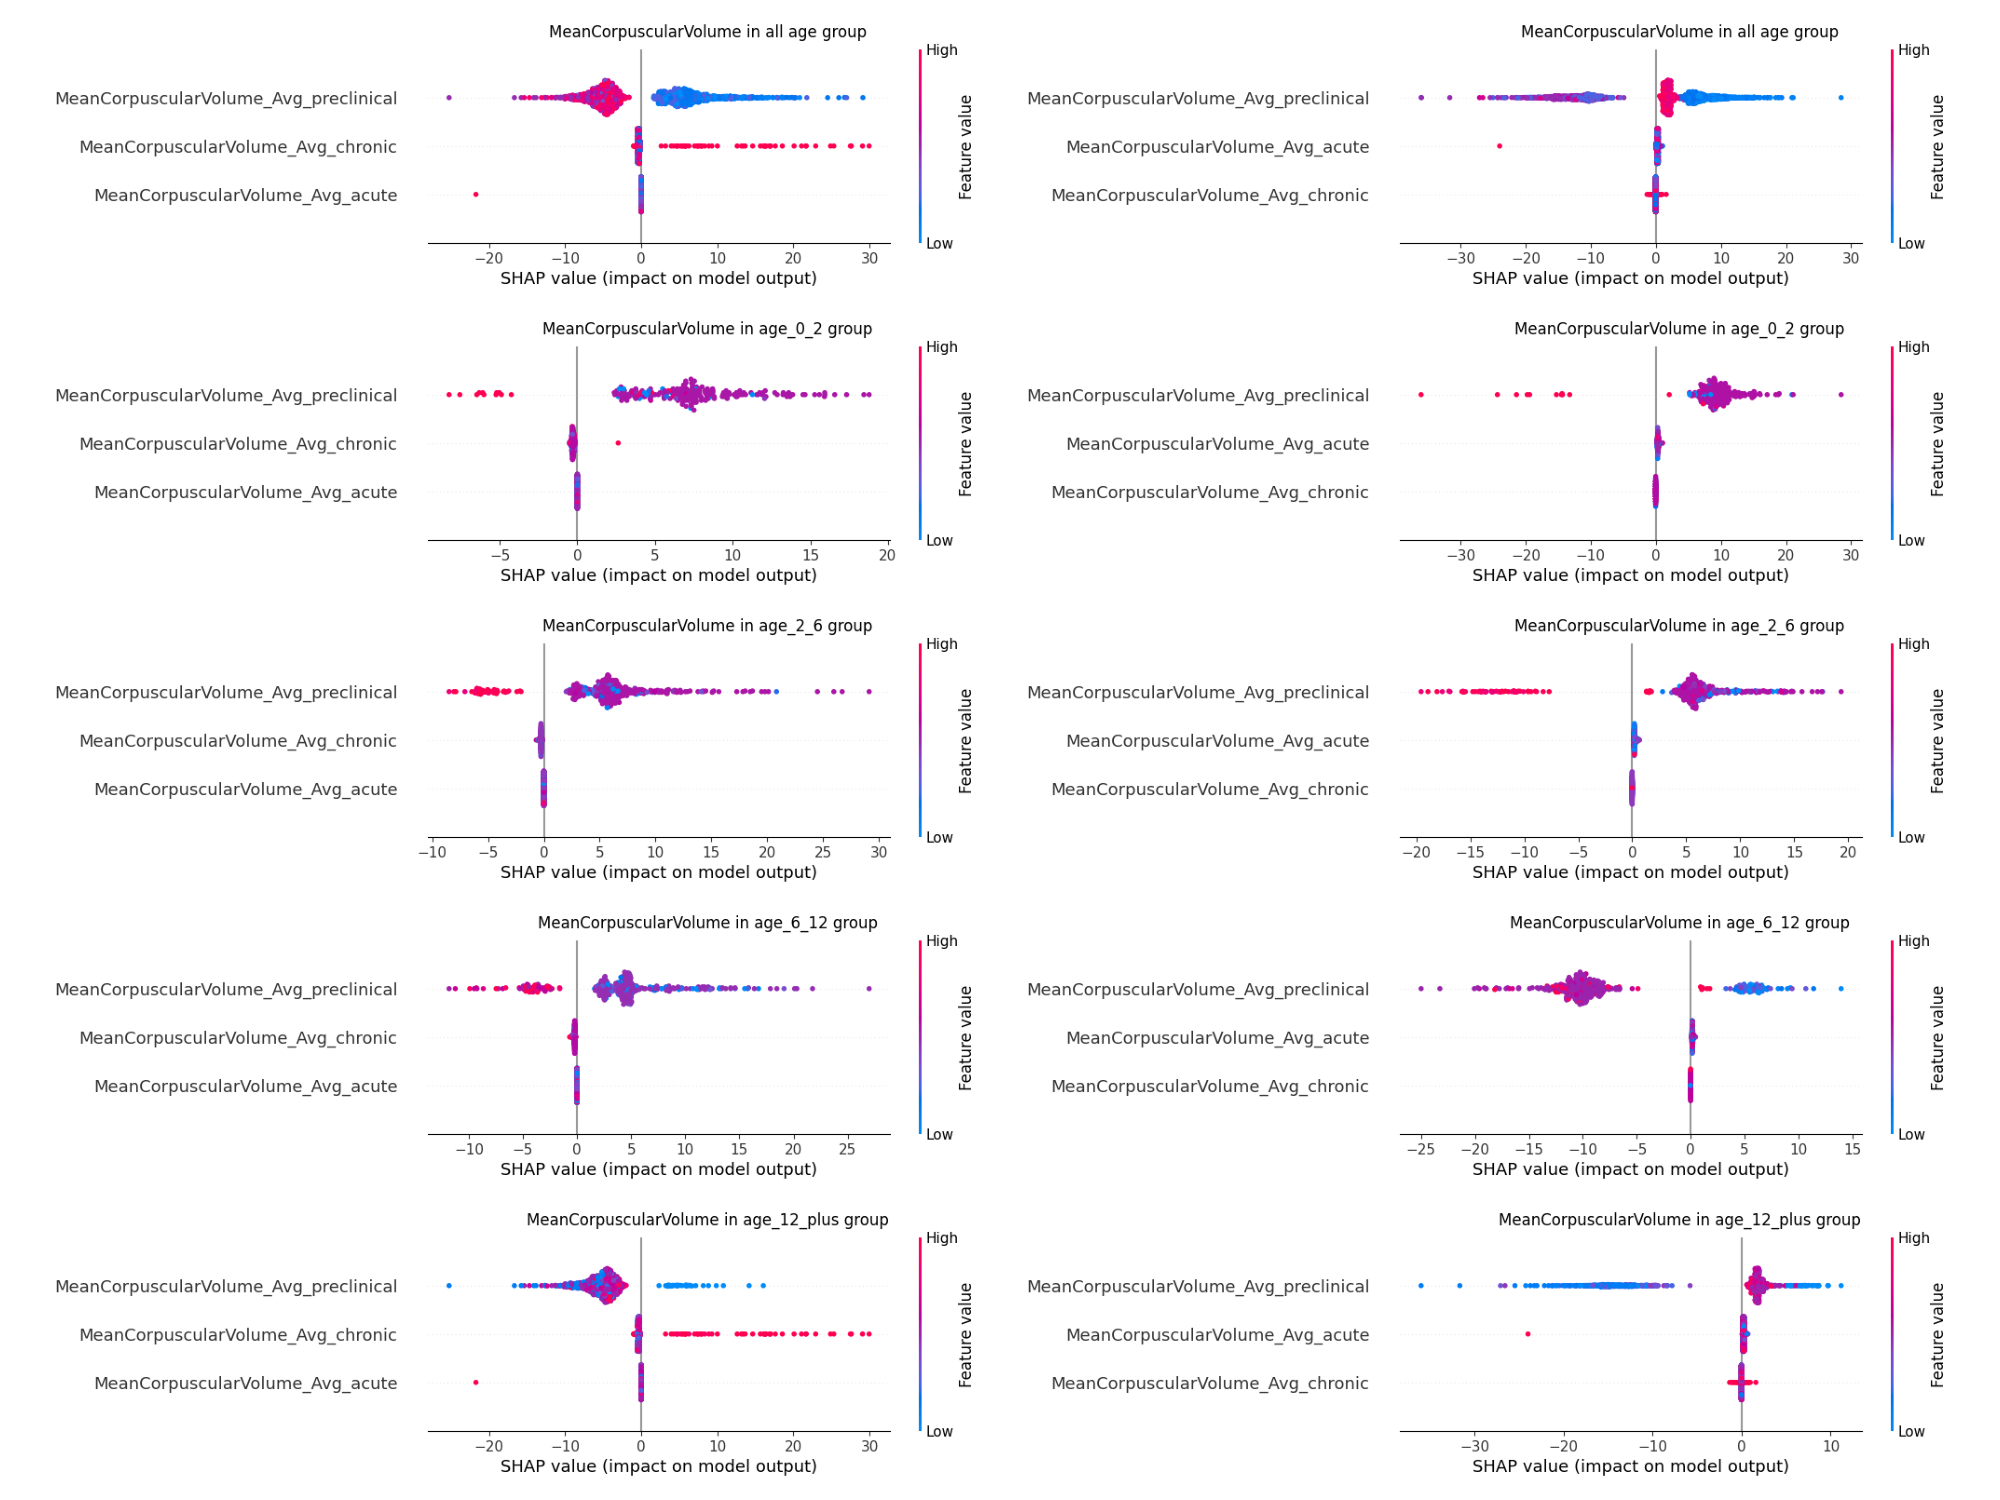 MeanCorpuscularVolume in all age group
High
MeanCorpuscularVolume_Avg_preclinical
MeanCorpuscularVolume_Avg_chronic
MeanCorpuscularVolume_Avg_acute
Feature value
Low
−20 −10 0 10 20 30
SHAP value (impact on model output)
MeanCorpuscularVolume in all age group
High
MeanCorpuscularVolume_Avg_preclinical
MeanCorpuscularVolume_Avg_acute
MeanCorpuscularVolume_Avg_chronic
Feature value
Low
−30 −20 −10 0 10 20 30
SHAP value (impact on model output)
MeanCorpuscularVolume in age_0_2 group
High
MeanCorpuscularVolume_Avg_preclinical
MeanCorpuscularVolume_Avg_chronic
MeanCorpuscularVolume_Avg_acute
Feature value
Low
−5 0 5 10 15 20
SHAP value (impact on model output)
MeanCorpuscularVolume in age_0_2 group
High
MeanCorpuscularVolume_Avg_preclinical
MeanCorpuscularVolume_Avg_acute
MeanCorpuscularVolume_Avg_chronic
Feature value
Low
−30 −20 −10 0 10 20 30
SHAP value (impact on model output)
MeanCorpuscularVolume in age_2_6 group
High
MeanCorpuscularVolume_Avg_preclinical
MeanCorpuscularVolume_Avg_chronic
MeanCorpuscularVolume_Avg_acute
Feature value
Low
−10 −5 0 5 10 15 20 25 30
SHAP value (impact on model output)
MeanCorpuscularVolume in age_2_6 group
High
MeanCorpuscularVolume_Avg_preclinical
MeanCorpuscularVolume_Avg_acute
MeanCorpuscularVolume_Avg_chronic
Feature value
Low
−20 −15 −10 −5 0 5 10 15 20
SHAP value (impact on model output)
MeanCorpuscularVolume in age_6_12 group
High
MeanCorpuscularVolume_Avg_preclinical
MeanCorpuscularVolume_Avg_chronic
MeanCorpuscularVolume_Avg_acute
Feature value
Low
−10 −5 0 5 10 15 20 25
SHAP value (impact on model output)
MeanCorpuscularVolume in age_6_12 group
High
MeanCorpuscularVolume_Avg_preclinical
MeanCorpuscularVolume_Avg_acute
MeanCorpuscularVolume_Avg_chronic
Feature value
Low
−25 −20 −15 −10 −5 0 5 10 15
SHAP value (impact on model output)
MeanCorpuscularVolume in age_12_plus group
High
MeanCorpuscularVolume_Avg_preclinical
MeanCorpuscularVolume_Avg_chronic
MeanCorpuscularVolume_Avg_acute
Feature value
Low
−20 −10 0 10 20 30
SHAP value (impact on model output)
MeanCorpuscularVolume in age_12_plus group
High
MeanCorpuscularVolume_Avg_preclinical
MeanCorpuscularVolume_Avg_acute
MeanCorpuscularVolume_Avg_chronic
Feature value
Low
−30 −20 −10 0 10
SHAP value (impact on model output)